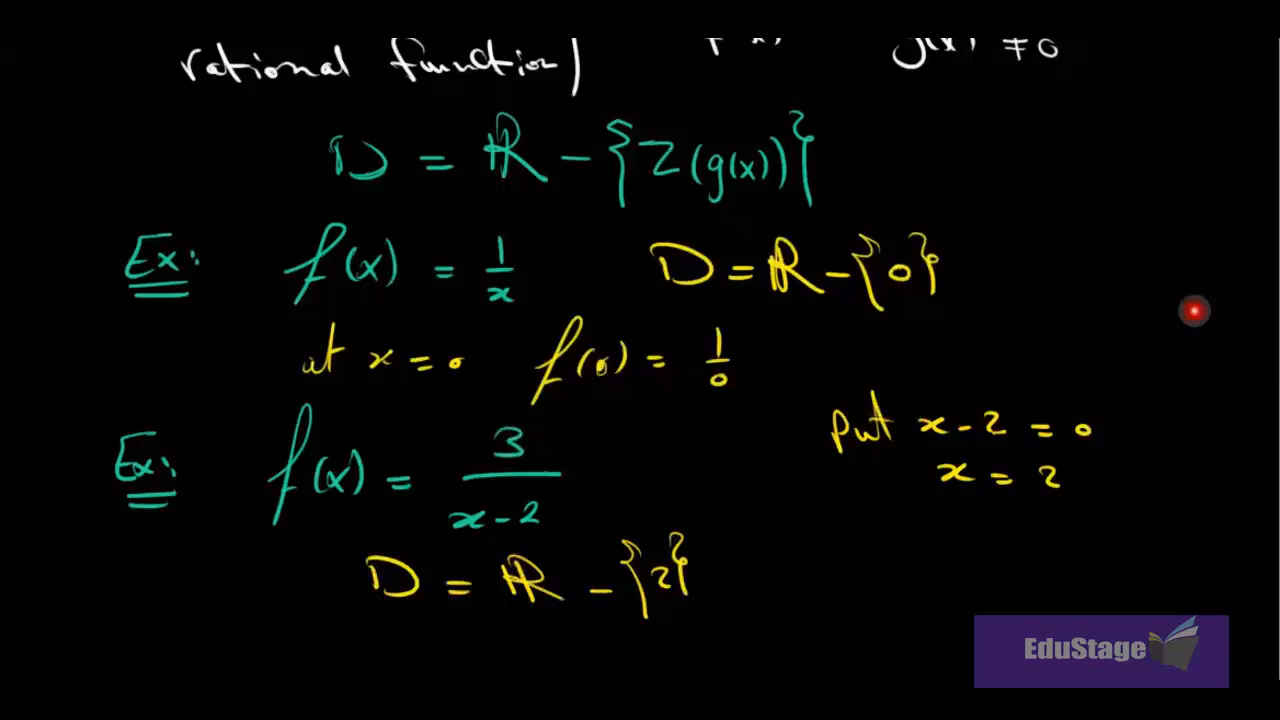 rational function) g(x) ≠ 0
D = ℝ - {Z(g(x))}
Ex: f(x) = 1/x D = ℝ - {0}
at x = 0 f(0) = 1/0
Ex: f(x) = 3/(x-2)
put x - 2 = 0
x = 2
D = ℝ - {2}
EduStage